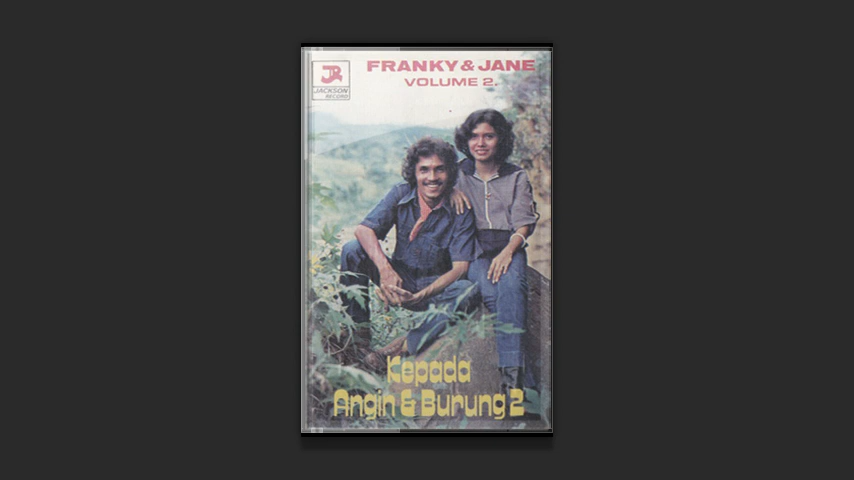 FRANKY & JANE
VOLUME 2.
JR
JACKSON
RECORD
Kepada
Angin & Burung 2